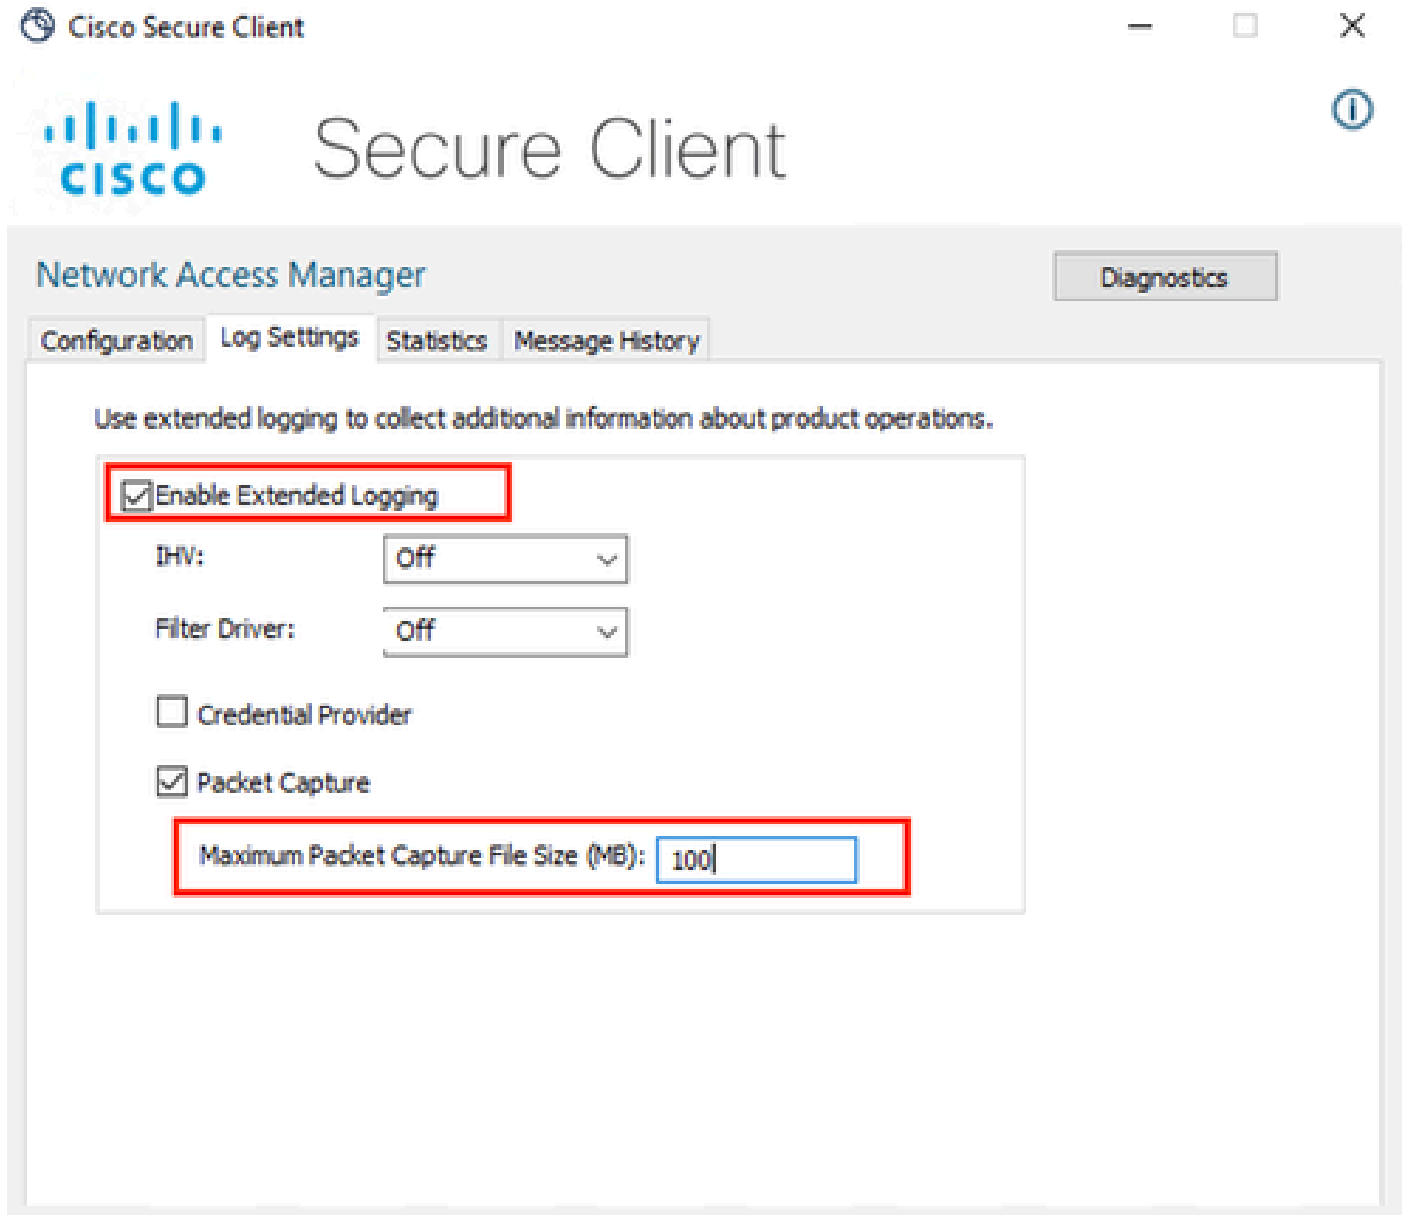 Cisco Secure Client
CISCO
Secure Client
Network Access Manager
Diagnostics
Configuration Log Settings Statistics Message History
Use extended logging to collect additional information about product operations.
Enable Extended Logging
IHV: Off
Filter Driver: Off
Credential Provider
Packet Capture
Maximum Packet Capture File Size (MB): 100